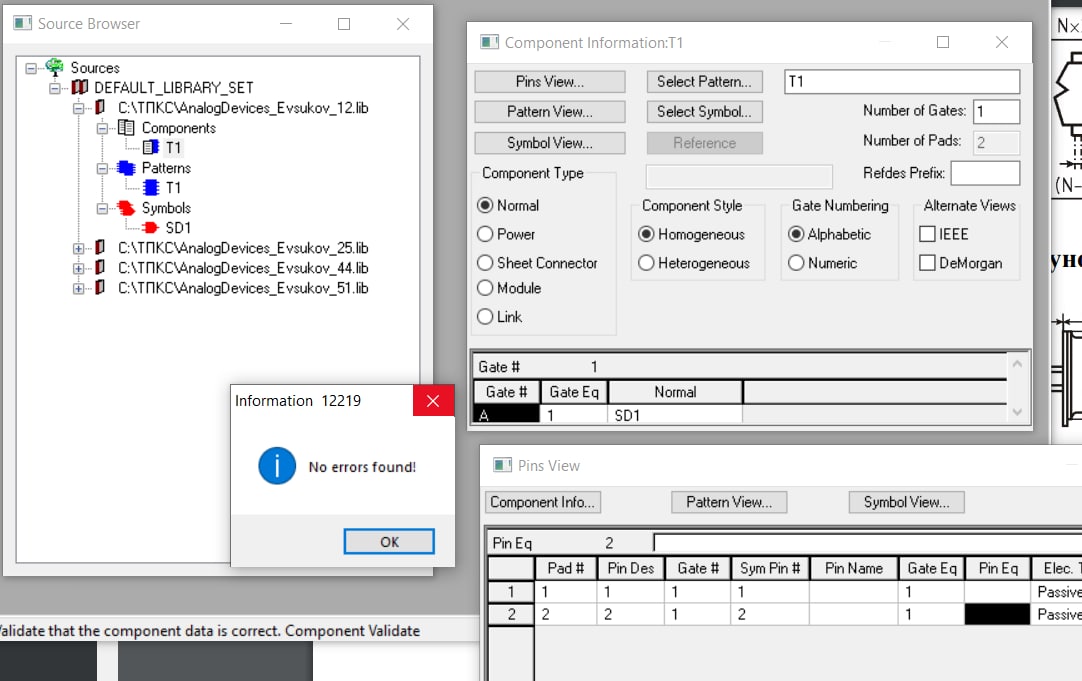 Source Browser
Sources
DEFAULT_LIBRARY_SET
C:\ТПКС\AnalogDevices_Evsukov_12.lib
Components
T1
Patterns
T1
Symbols
SD1
C:\ТПКС\AnalogDevices_Evsukov_25.lib
C:\ТПКС\AnalogDevices_Evsukov_44.lib
C:\ТПКС\AnalogDevices_Evsukov_51.lib
Component Information:T1
Pins View... Select Pattern... T1
Pattern View... Select Symbol... Number of Gates: 1
Symbol View... Reference Number of Pads: 2
Component Type Refdes Prefix:
Normal Component Style Gate Numbering Alternate Views
Power Homogeneous Alphabetic IEEE
Sheet Connector Heterogeneous Numeric DeMorgan
Module
Link
Gate # 1
Gate # Gate Eq Normal
A 1 SD1
Information 12219
No errors found!
OK
Pins View
Component Info... Pattern View... Symbol View...
Pin Eq 2
Pad # Pin Des Gate # Sym Pin # Pin Name Gate Eq Pin Eq Elec. T
1 1 1 1 1 1 Passive
2 2 2 1 2 1 Passive
alidate that the component data is correct. Component Validate
N×
(N-
уно